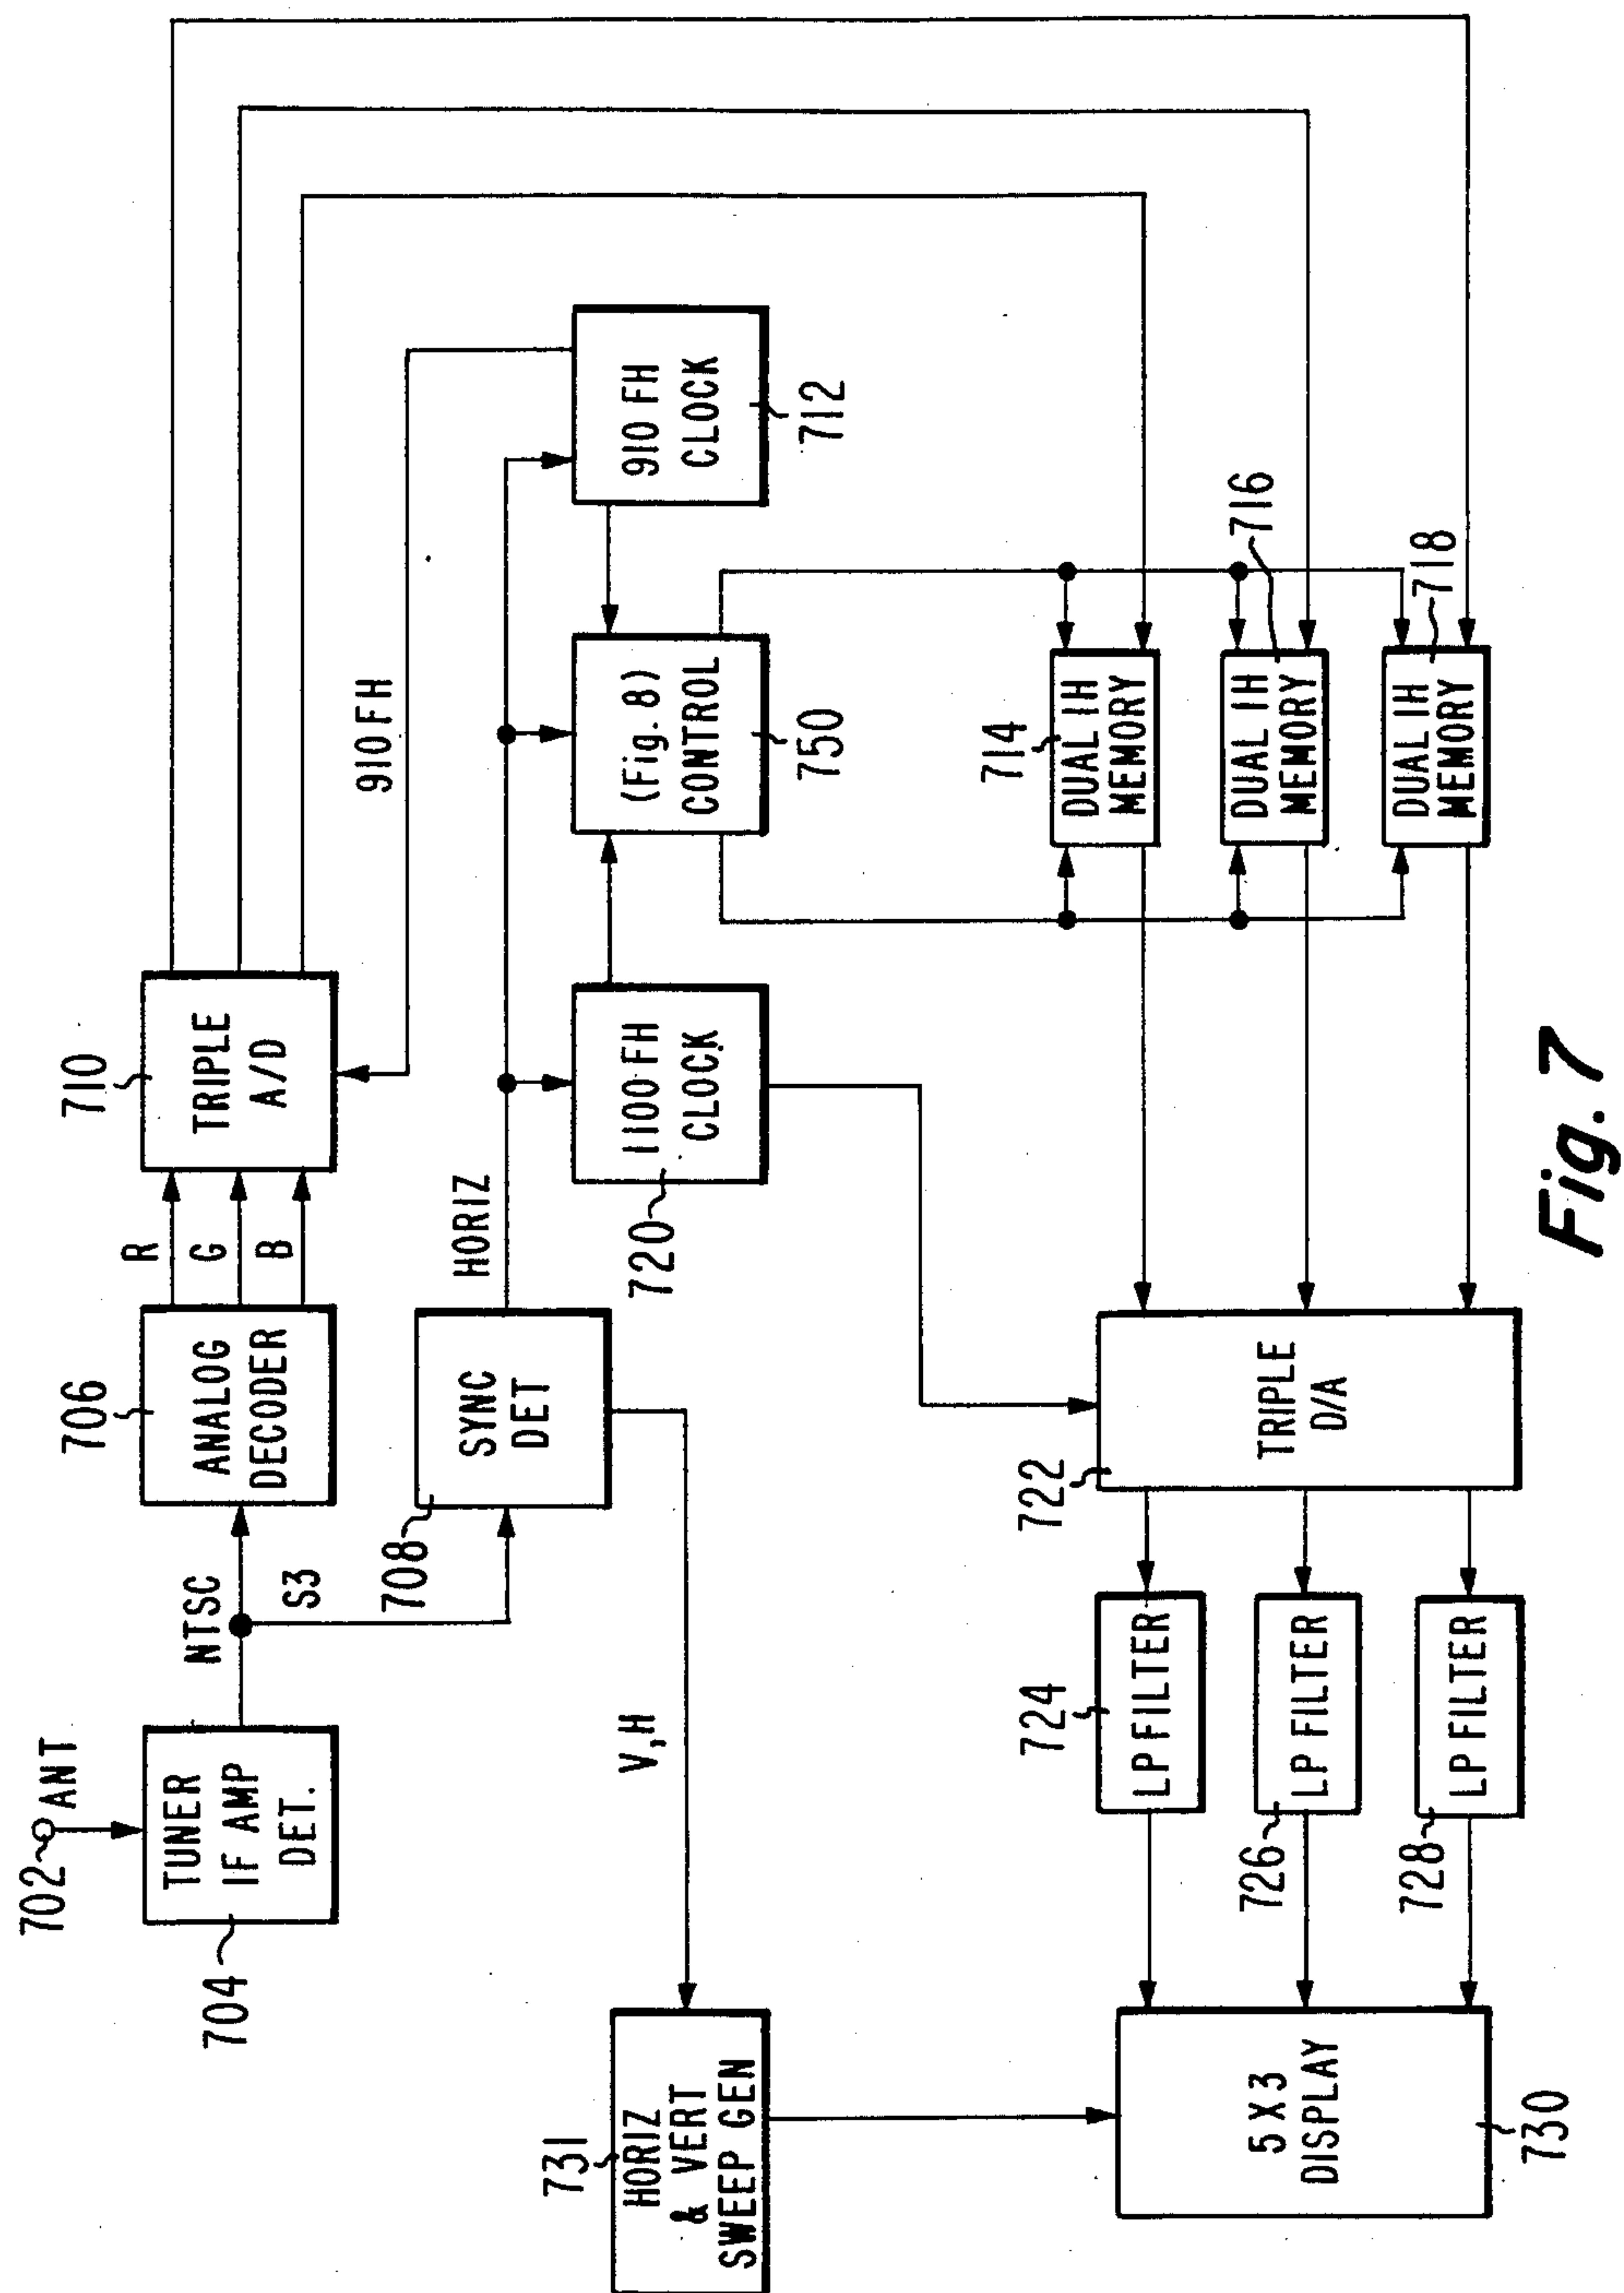 702
ANT
TUNER
IF AMP
DET.
704
NTSC
S3
706
ANALOG
DECODER
R
G
B
710
TRIPLE
A/D
910FH
708
SYNC
DET
HORIZ
V,H
720
1100 FH
CLOCK
(Fig. 8)
CONTROL
750
910 FH
CLOCK
712
731
HORIZ
& VERT
SWEEP GEN
714
DUAL 1H
MEMORY
716
DUAL 1H
MEMORY
718
DUAL 1H
MEMORY
722
TRIPLE
D/A
724
LP FILTER
726
LP FILTER
728
LP FILTER
5 X 3
DISPLAY
730
Fig. 7